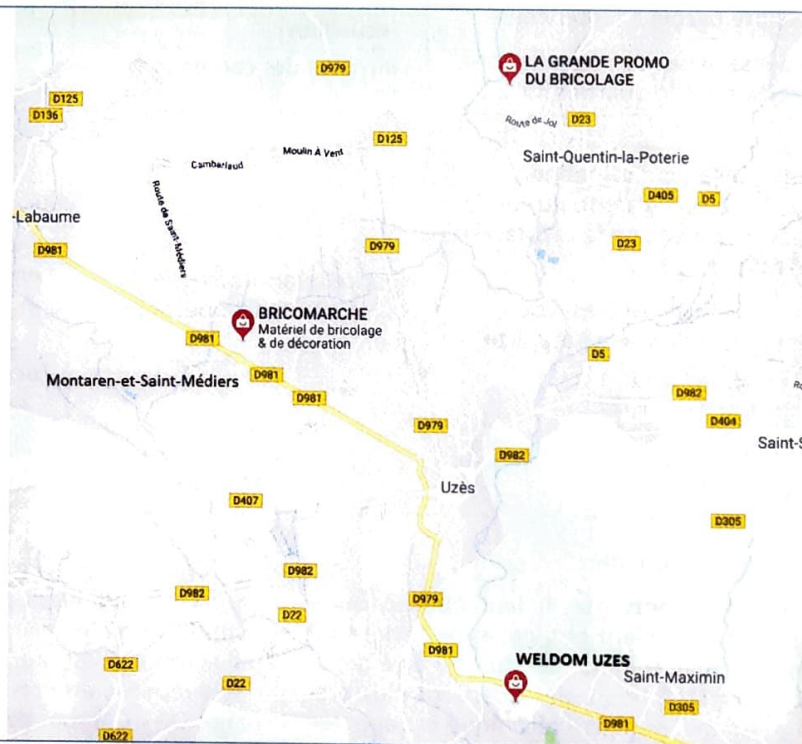 D979
LA GRANDE PROMO
DU BRICOLAGE
D125
D136
Route de Jol
D23
D125
Moulin À Vent
Cambarlaud
Saint-Quentin-la-Poterie
Route de Saint-Médiers
D405
D5
-Labaume
D981
D979
D23
BRICOMARCHE
Matériel de bricolage
& de décoration
D981
D5
Montaren-et-Saint-Médiers
D981
D981
D982
D404
D979
Saint-S
D982
Uzès
D407
D305
D982
D982
D979
D22
D981
WELDOM UZES
D622
Saint-Maximin
D22
D305
D981
D622